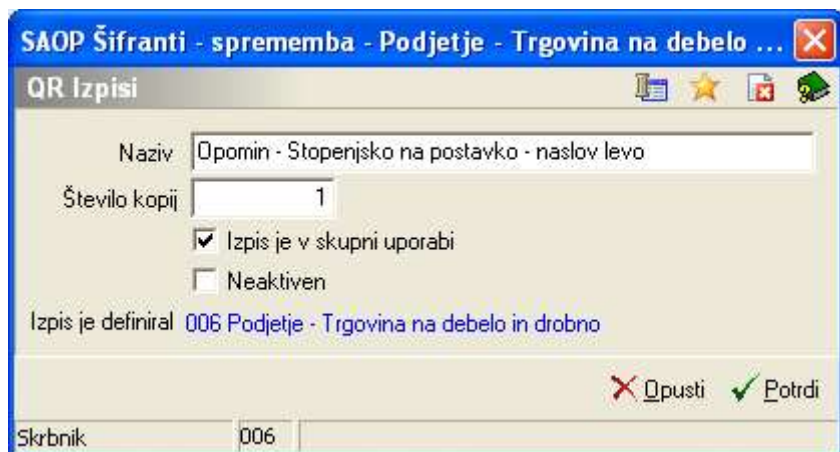 SAOP Šifranti - sprememba - Podjetje - Trgovina na debelo ...
QR Izpisi
Naziv Opomin - Stopenjsko na postavko - naslov levo
Število kopij 1
Izpis je v skupni uporabi
Neaktiven
Izpis je definiral 006 Podjetje - Trgovina na debelo in drobno
Opusti Potrdi
Skrbnik 006